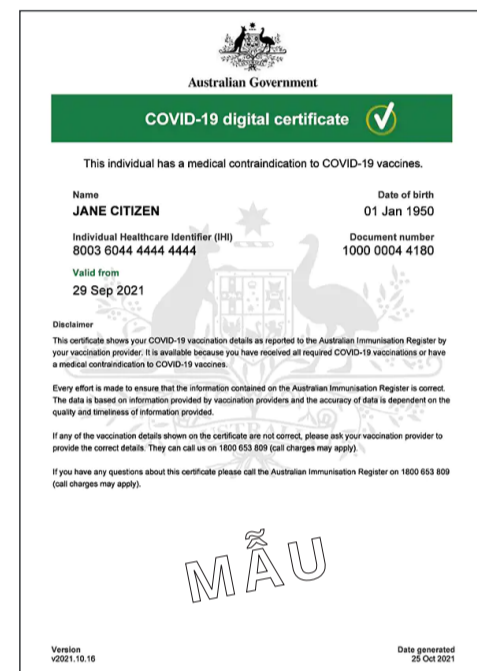 Australian Government
COVID-19 digital certificate
This individual has a medical contraindication to COVID-19 vaccines.
Name
Date of birth
JANE CITIZEN
01 Jan 1950
Individual Healthcare Identifier (IHI)
Document number
8003 6044 4444 4444
1000 0004 4180
Valid from
29 Sep 2021
Disclaimer
This certificate shows your COVID-19 vaccination details as reported to the Australian Immunisation Register by
your vaccination provider. It is available because you have received all required COVID-19 vaccinations or have
a medical contraindication to COVID-19 vaccines.
Every effort is made to ensure that the information contained on the Australian Immunisation Register is correct.
The data is based on information provided by vaccination providers and the accuracy of data is dependent on the
quality and timeliness of information provided.
If any of the vaccination details shown on the certificate are not correct, please ask your vaccination provider to
provide the correct details. They can call us on 1800 653 809 (call charges may apply).
If you have any questions about this certificate please call the Australian Immunisation Register on 1800 653 809
(call charges may apply).
MẪU
Version
Date generated
v2021.10.16
25 Oct 2021